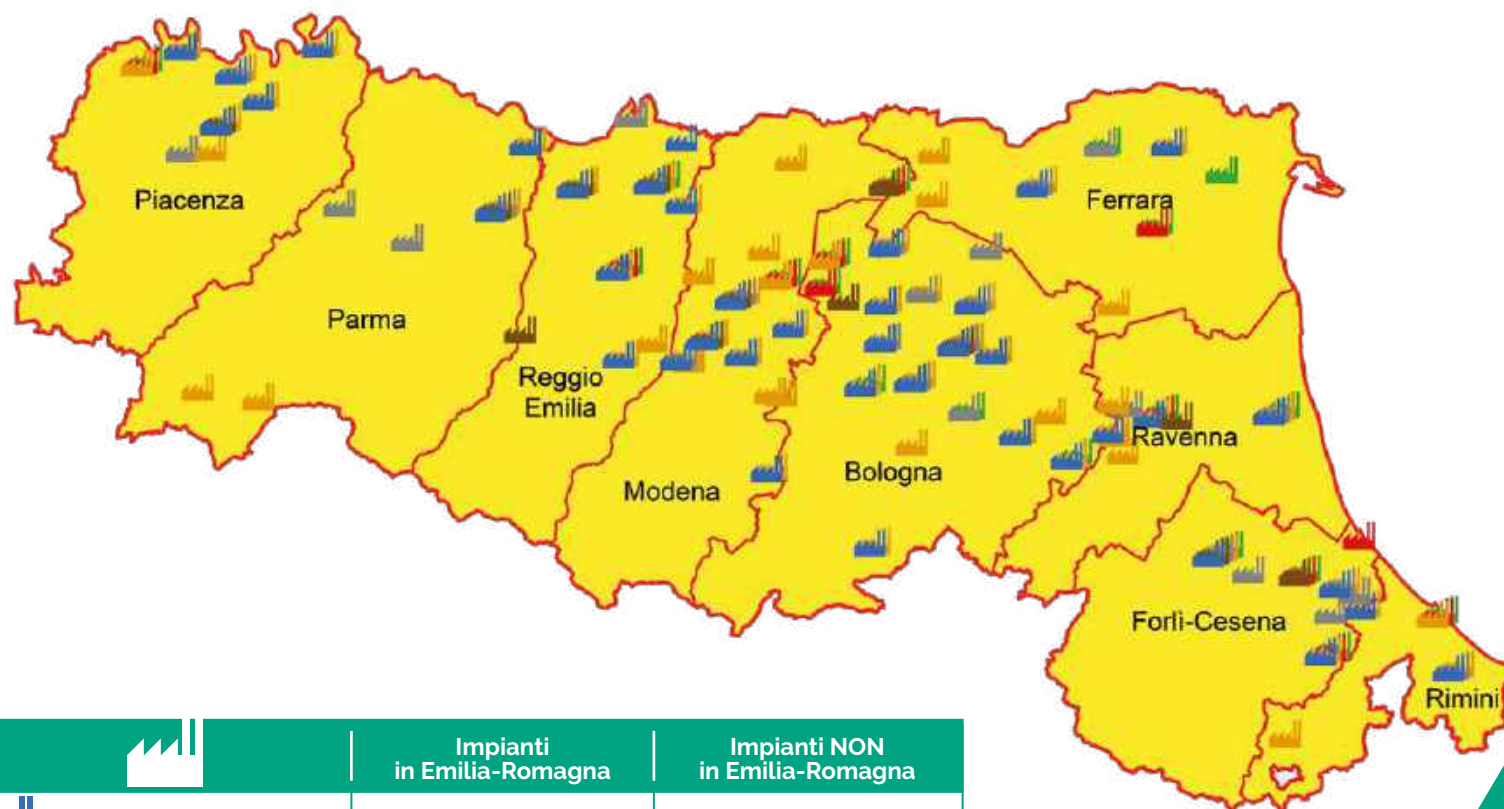 Piacenza
Ferrara
Parma
Reggio
Emilia
Ravenna
Bologna
Modena
Forlì-Cesena
Rimini
Impianti
in Emilia-Romagna
Impianti NON
in Emilia-Romagna